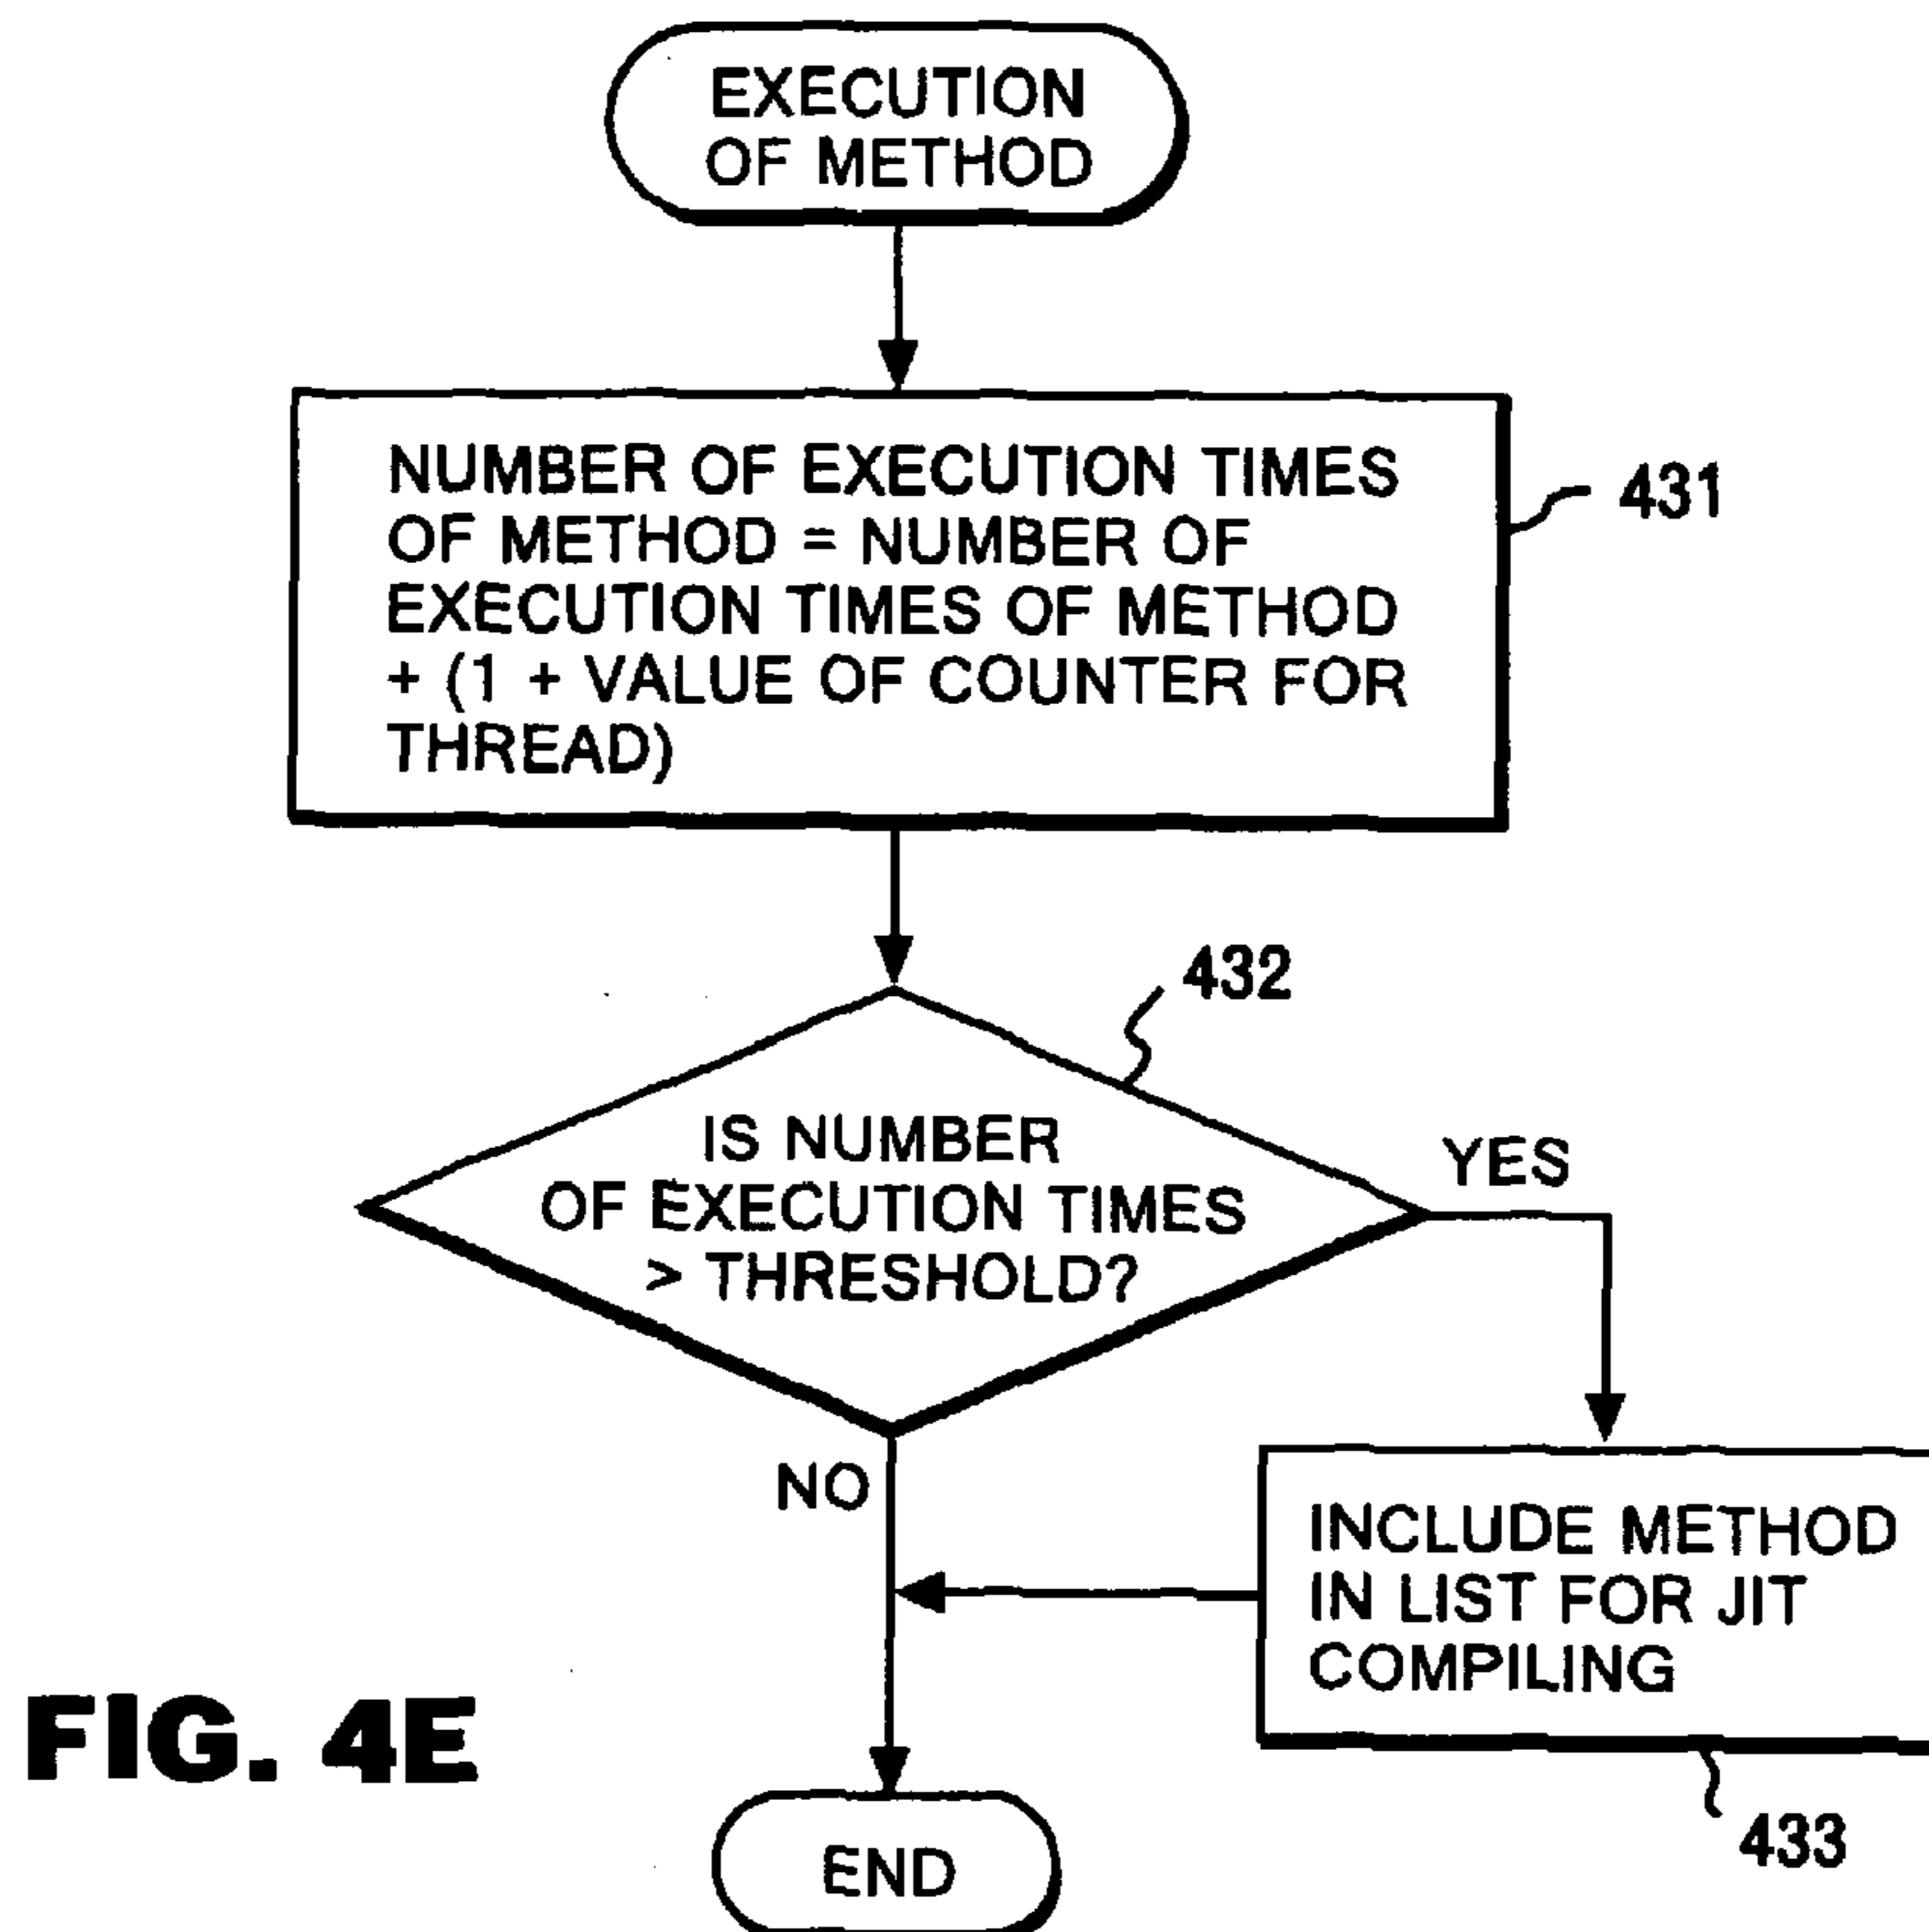 EXECUTION
OF METHOD
NUMBER OF EXECUTION TIMES
OF METHOD = NUMBER OF
EXECUTION TIMES OF METHOD
+ (1 + VALUE OF COUNTER FOR
THREAD)
431
432
IS NUMBER
OF EXECUTION TIMES
> THRESHOLD?
YES
NO
INCLUDE METHOD
IN LIST FOR JIT
COMPILING
433
FIG. 4E
END